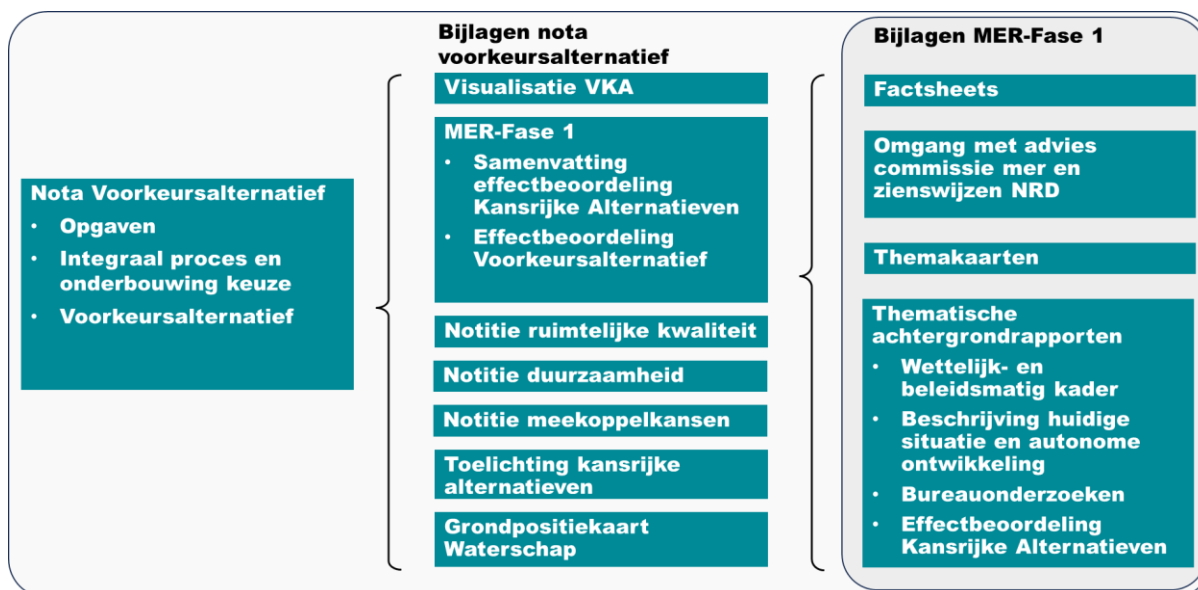 Nota Voorkeursalternatief
• Opgaven
• Integraal proces en
onderbouwing keuze
• Voorkeursalternatief
Bijlagen nota
voorkeursalternatief
Visualisatie VKA
MER-Fase 1
• Samenvatting
effectbeoordeling
Kansrijke Alternatieven
• Effectbeoordeling
Voorkeursalternatief
Notitie ruimtelijke kwaliteit
Notitie duurzaamheid
Notitie meekoppelkansen
Toelichting kansrijke
alternatieven
Grondpositiekaart
Waterschap
Bijlagen MER-Fase 1
Factsheets
Omgang met advies
commissie mer en
zienswijzen NRD
Themakaarten
Thematische
achtergrondrapporten
• Wettelijk- en
beleidsmatig kader
• Beschrijving huidige
situatie en autonome
ontwikkeling
• Bureauonderzoeken
• Effectbeoordeling
Kansrijke Alternatieven